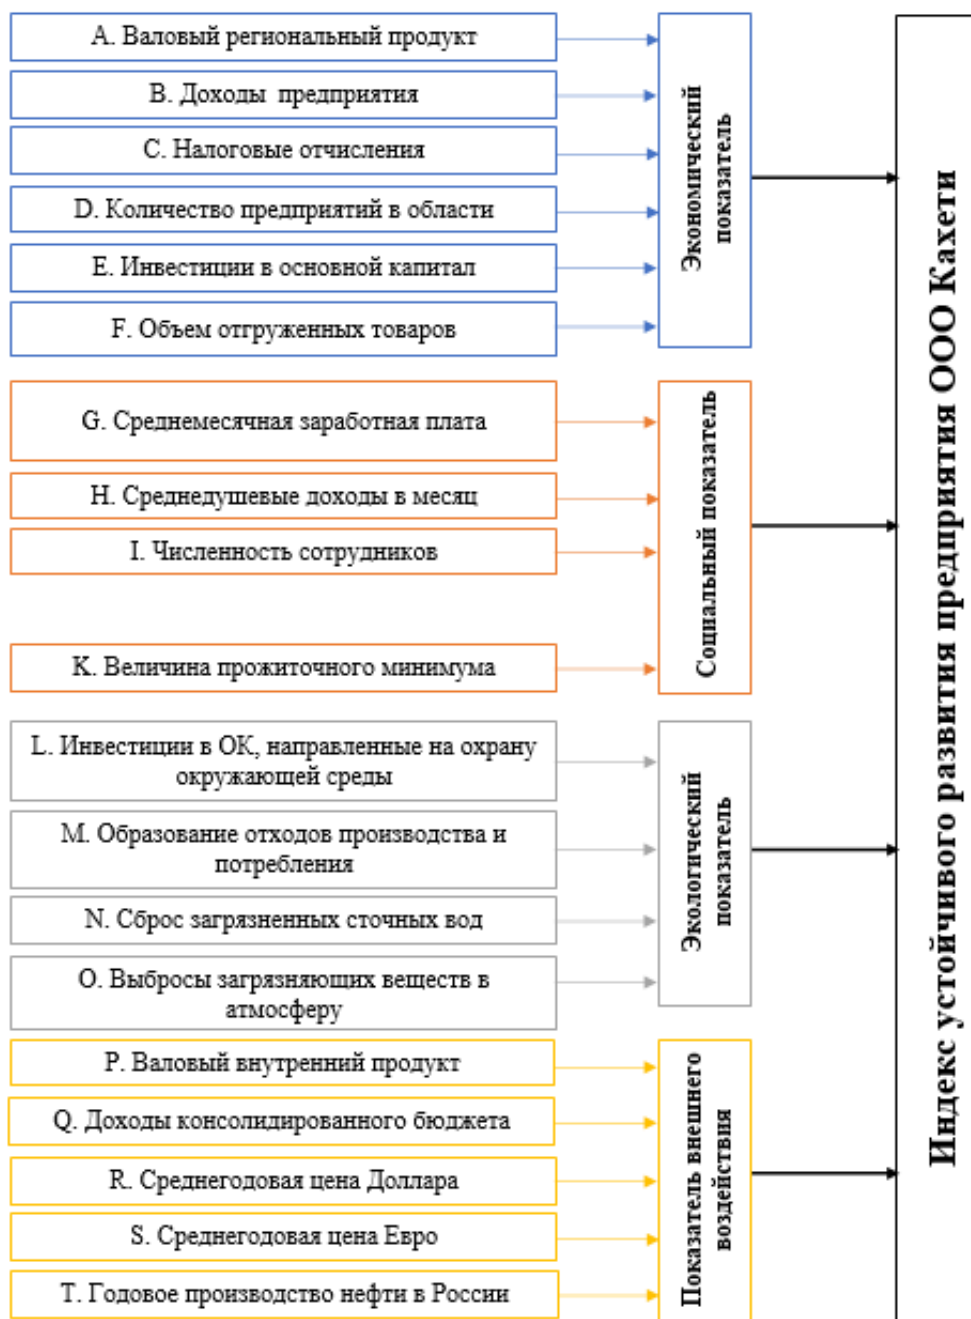 A. Валовый региональный продукт
B. Доходы предприятия
C. Налоговые отчисления
D. Количество предприятий в области
E. Инвестиции в основной капитал
F. Объем отгруженных товаров
Экономический
показатель
G. Среднемесячная заработная плата
H. Среднедушевые доходы в месяц
I. Численность сотрудников
K. Величина прожиточного минимума
Социальный показатель
L. Инвестиции в ОК, направленные на охрану
окружающей среды
M. Образование отходов производства и
потребления
N. Сброс загрязненных сточных вод
O. Выбросы загрязняющих веществ в
атмосферу
Экологический
показатель
P. Валовый внутренний продукт
Q. Доходы консолидированного бюджета
R. Среднегодовая цена Доллара
S. Среднегодовая цена Евро
T. Годовое производство нефти в России
Показатель внешнего
воздействия
Индекс устойчивого развития предприятия ООО Кахети